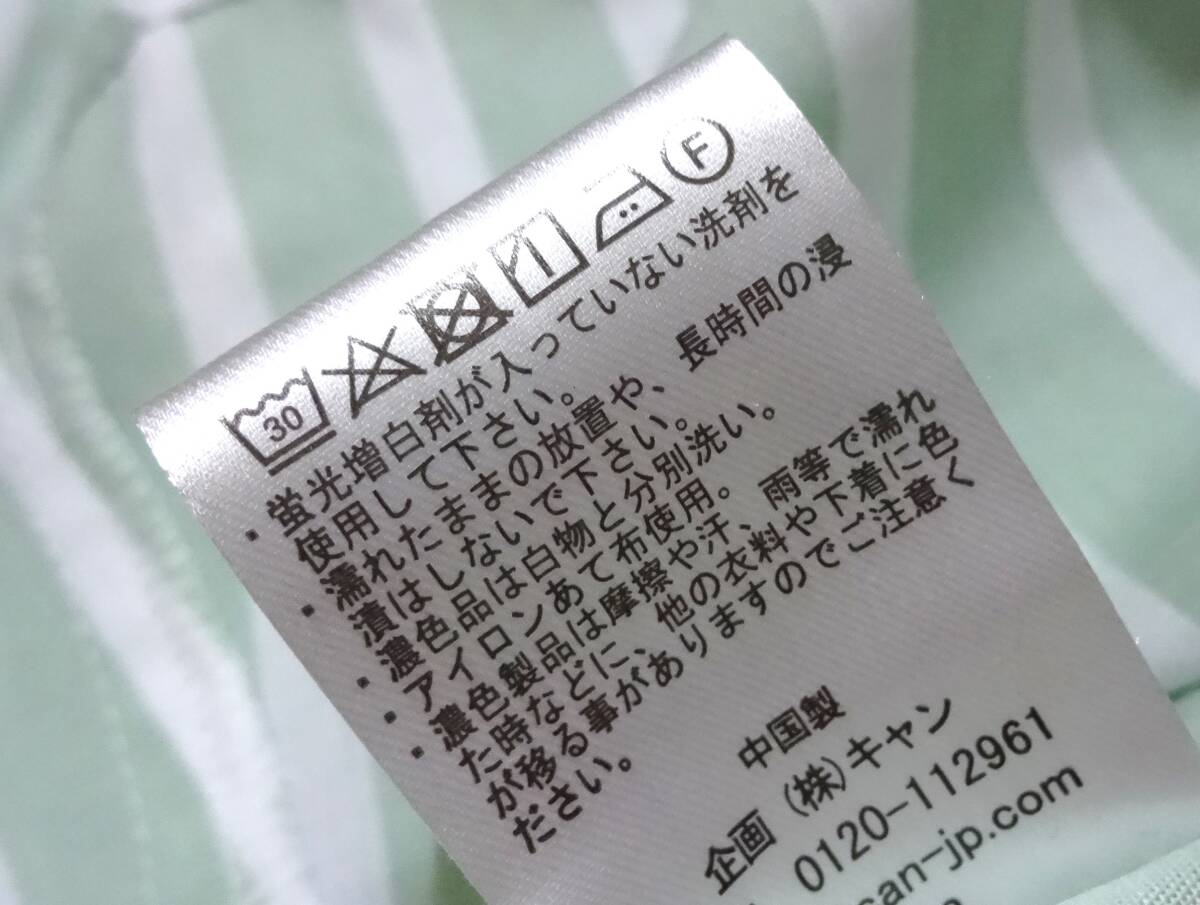 30
F
・蛍光増白剤が入っていない洗剤を
使用して下さい。
・濡れたままの放置や、長時間の浸
漬はしないで下さい。
・濃色品は白物と分別洗い。
・アイロンあて布使用。
・濃色製品は摩擦や汗、雨等で濡れ
た時などに、他の衣料や下着に色
が移る事がありますのでご注意く
ださい。
中国製
企画 (株)キャン
0120-112961
can-jp.com